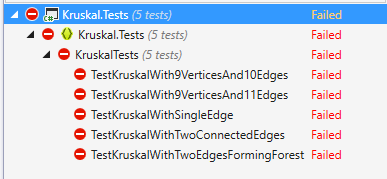 Kruskal.Tests (5 tests) Failed
Kruskal.Tests (5 tests) Failed
KruskalTests (5 tests) Failed
TestKruskalWith9VerticesAnd10Edges Failed
TestKruskalWith9VerticesAnd11Edges Failed
TestKruskalWithSingleEdge Failed
TestKruskalWithTwoConnectedEdges Failed
TestKruskalWithTwoEdgesFormingForest Failed